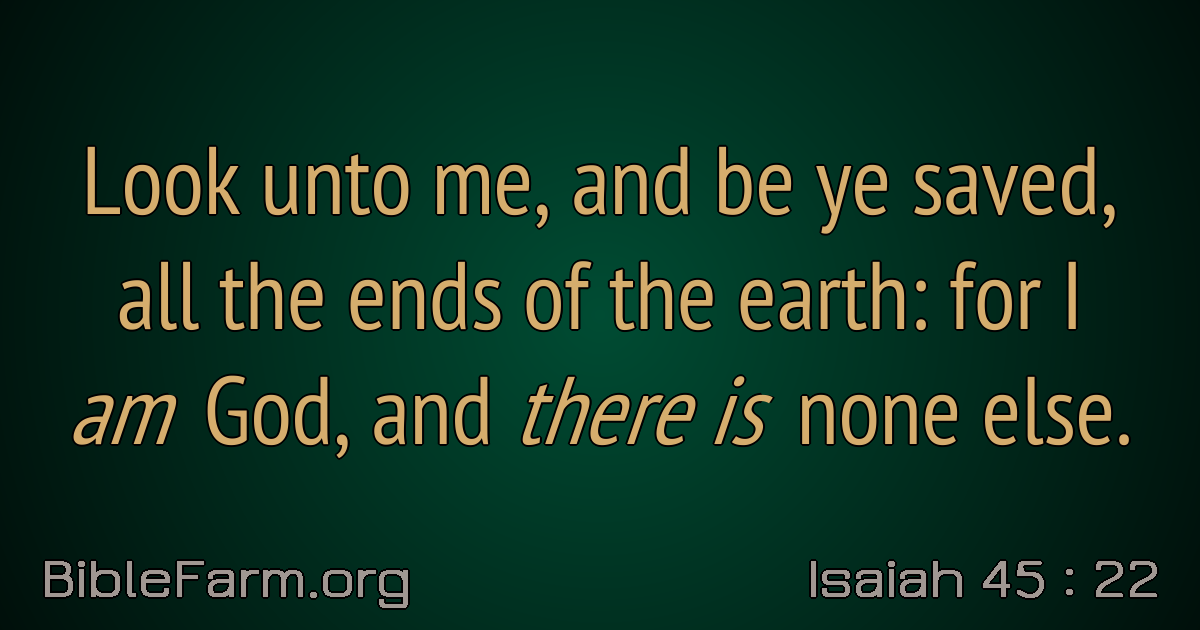 Look unto me, and be ye saved,
all the ends of the earth: for I
am God, and there is none else.
BibleFarm.org
Isaiah 45 : 22